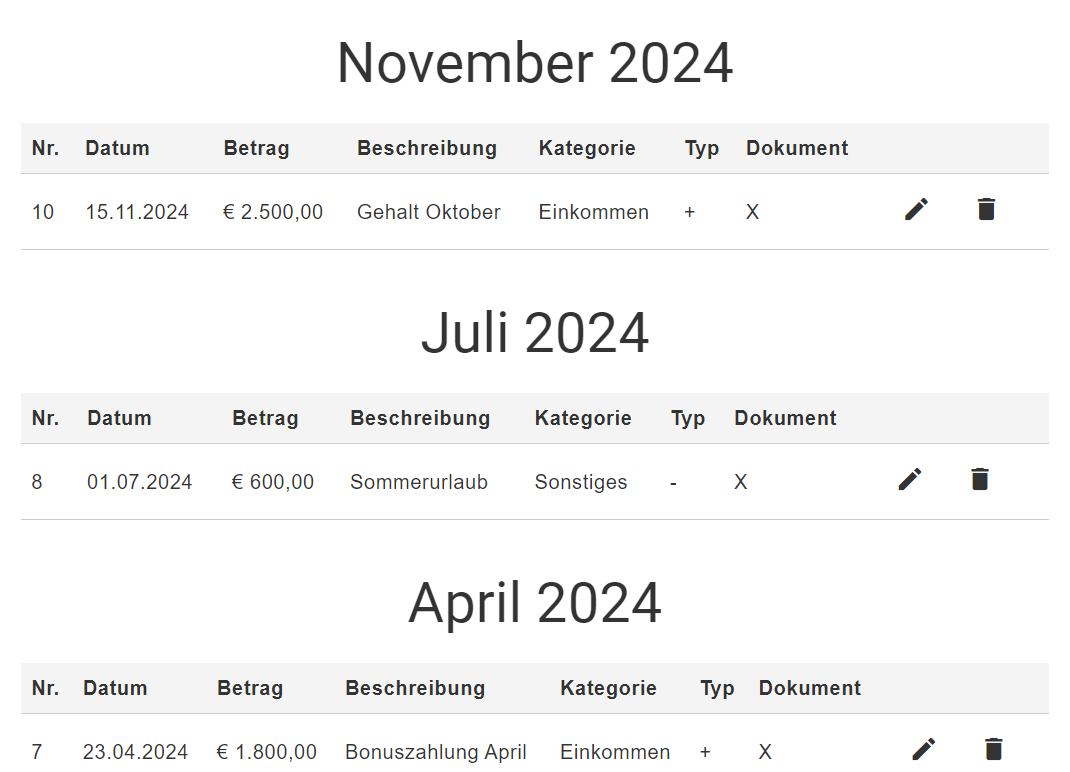 November 2024
Nr. Datum Betrag Beschreibung Kategorie Typ Dokument
10 15.11.2024 € 2.500,00 Gehalt Oktober Einkommen + X
Juli 2024
Nr. Datum Betrag Beschreibung Kategorie Typ Dokument
8 01.07.2024 € 600,00 Sommerurlaub Sonstiges - X
April 2024
Nr. Datum Betrag Beschreibung Kategorie Typ Dokument
7 23.04.2024 € 1.800,00 Bonuszahlung April Einkommen + X